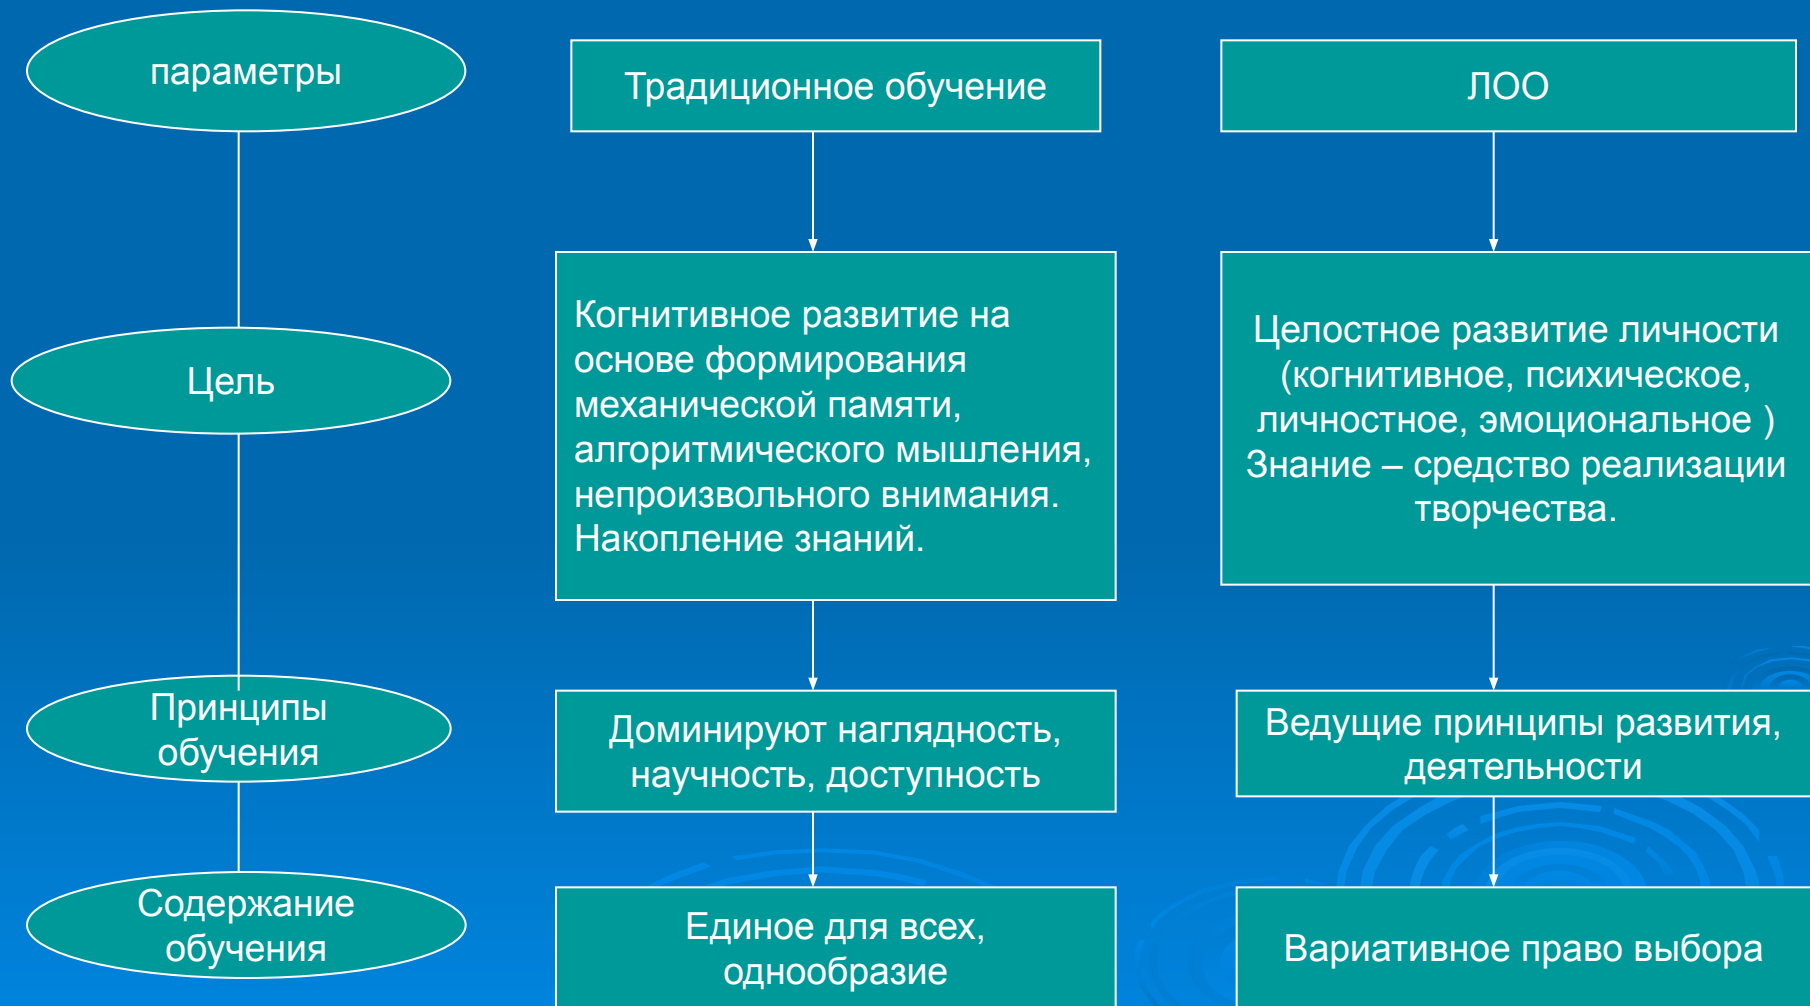 параметры
Традиционное обучение
ЛОО
Цель
Когнитивное развитие на
основе формирования
механической памяти,
алгоритмического мышления,
непроизвольного внимания.
Накопление знаний.
Целостное развитие личности
(когнитивное, психическое,
личностное, эмоциональное )
Знание – средство реализации
творчества.
Принципы
обучения
Доминируют наглядность,
научность, доступность
Ведущие принципы развития,
деятельности
Содержание
обучения
Единое для всех,
однообразие
Вариативное право выбора